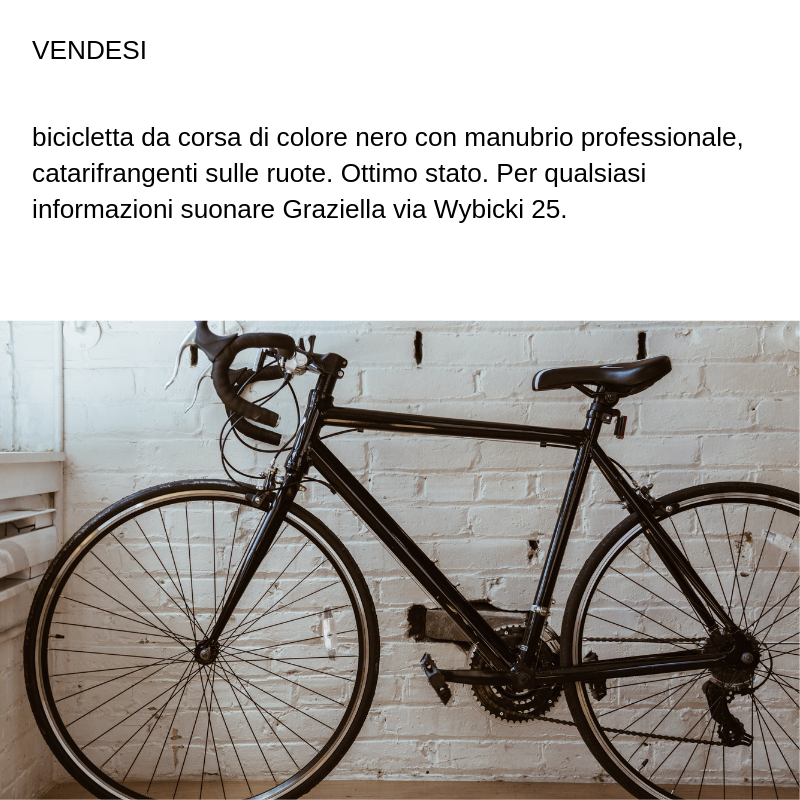 VENDESI
bicicletta da corsa di colore nero con manubrio professionale,
catarifrangenti sulle ruote. Ottimo stato. Per qualsiasi
informazioni suonare Graziella via Wybicki 25.